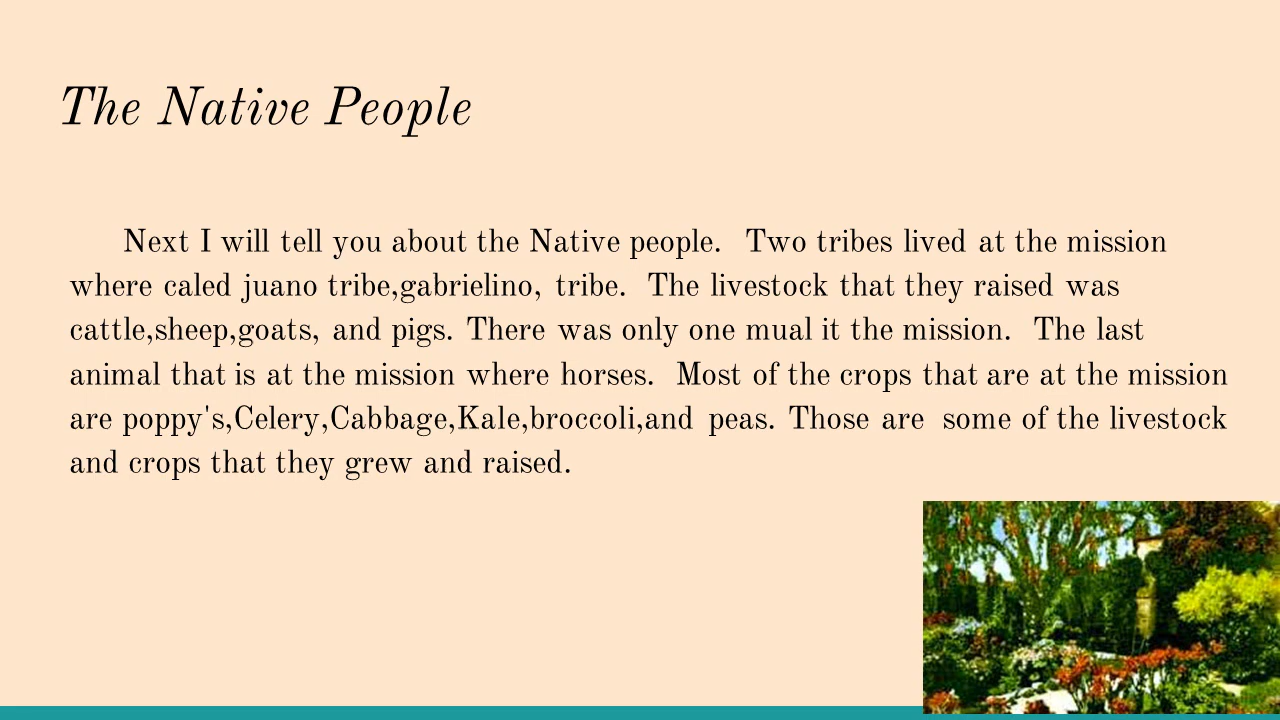 The Native People
Next I will tell you about the Native people. Two tribes lived at the mission
where caled juano tribe,gabrielino, tribe. The livestock that they raised was
cattle,sheep,goats, and pigs. There was only one mual it the mission. The last
animal that is at the mission where horses. Most of the crops that are at the mission
are poppy's,Celery,Cabbage,Kale,broccoli,and peas. Those are some of the livestock
and crops that they grew and raised.